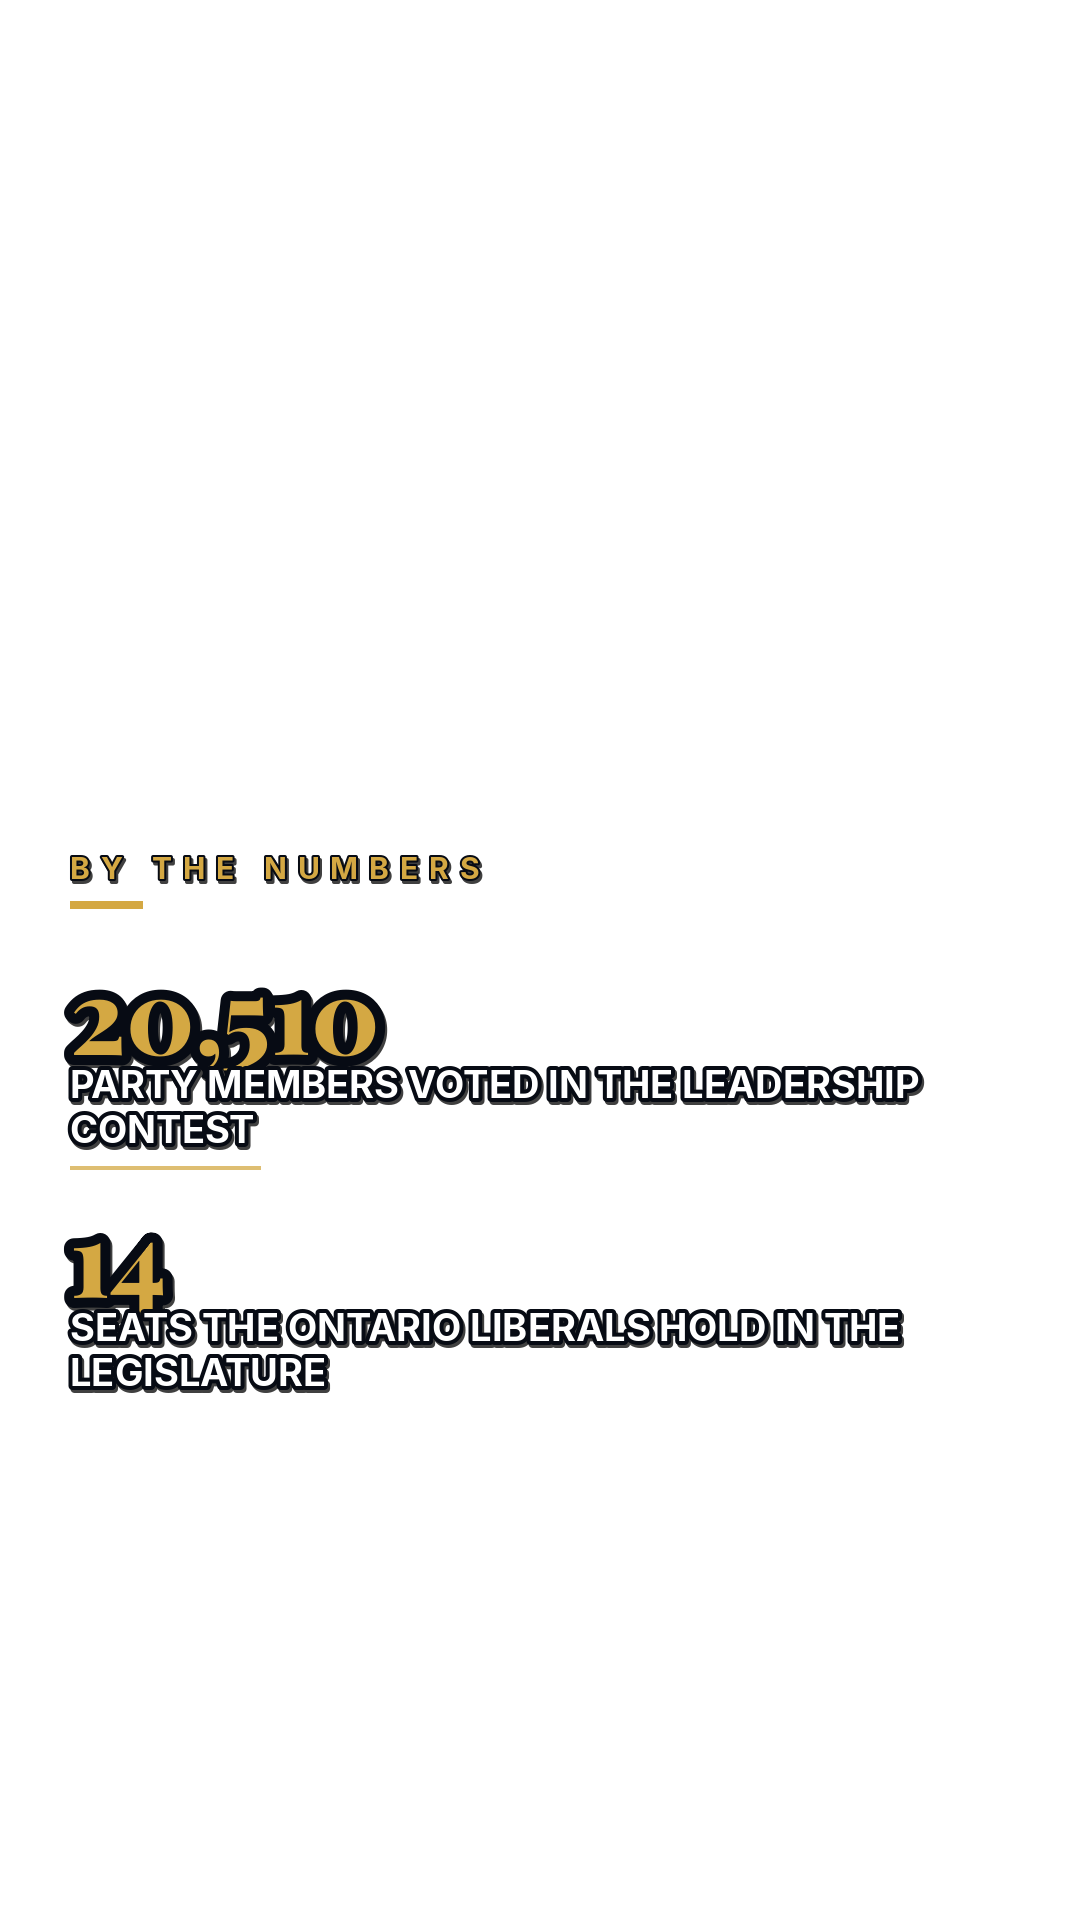 BY THE NUMBERS
20,510
PARTY MEMBERS VOTED IN THE LEADERSHIP
CONTEST
14
SEATS THE ONTARIO LIBERALS HOLD IN THE
LEGISLATURE